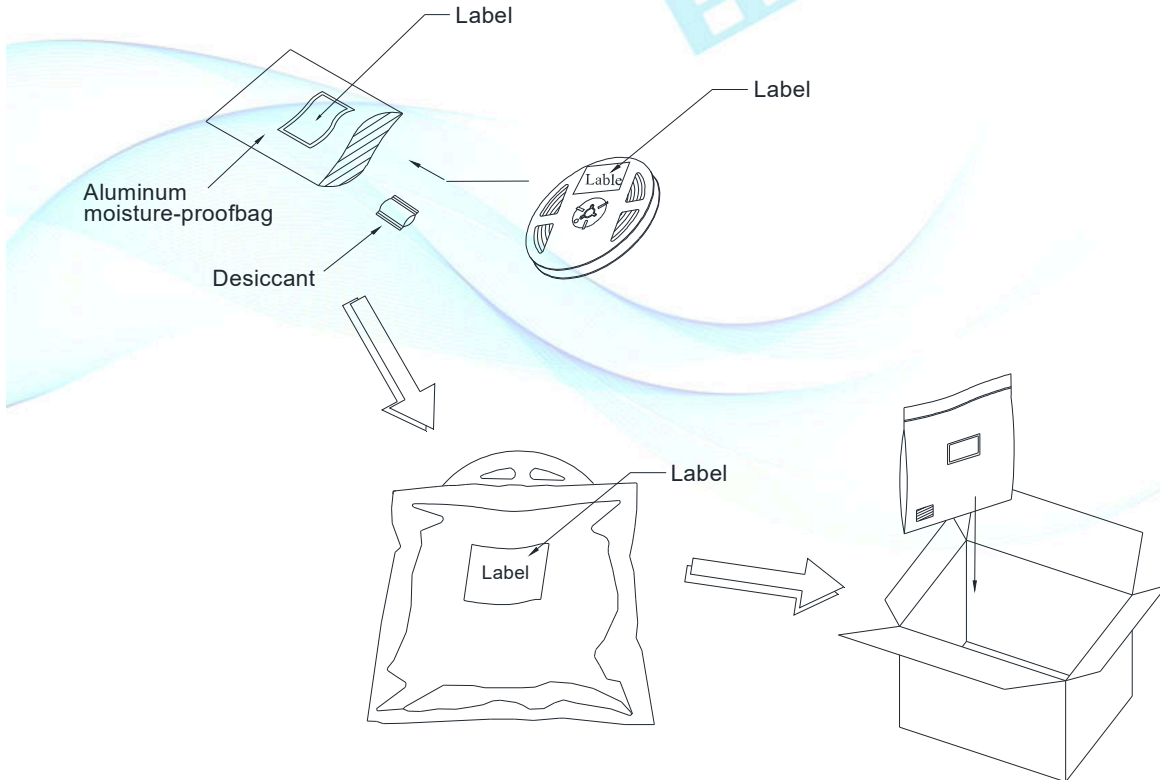 Label
Label
Lable
Aluminum
moisture-proofbag
Desiccant
Label
Label